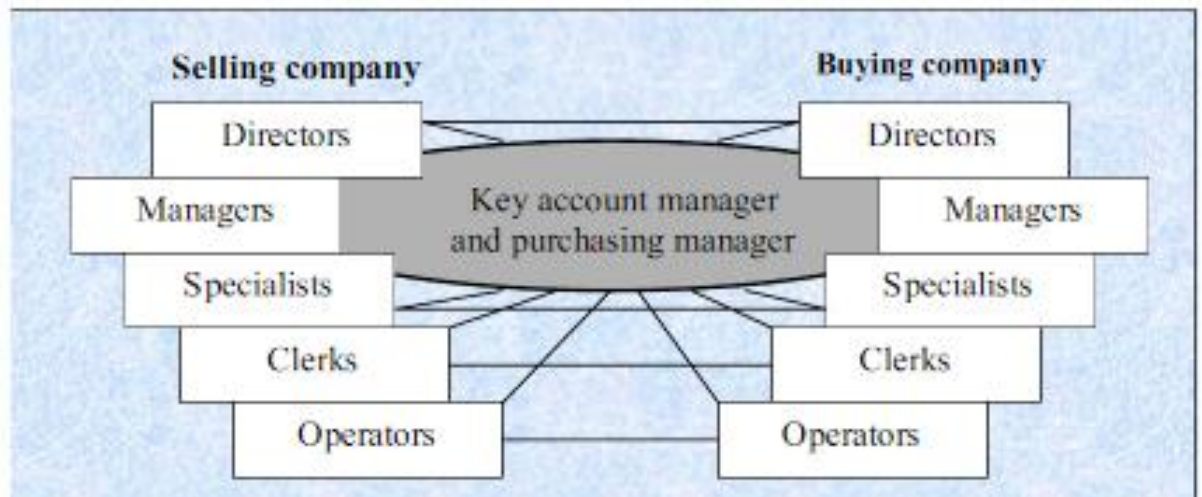 Selling company
Buying company
Directors
Directors
Key account manager
and purchasing manager
Managers
Managers
Specialists
Specialists
Clerks
Clerks
Operators
Operators